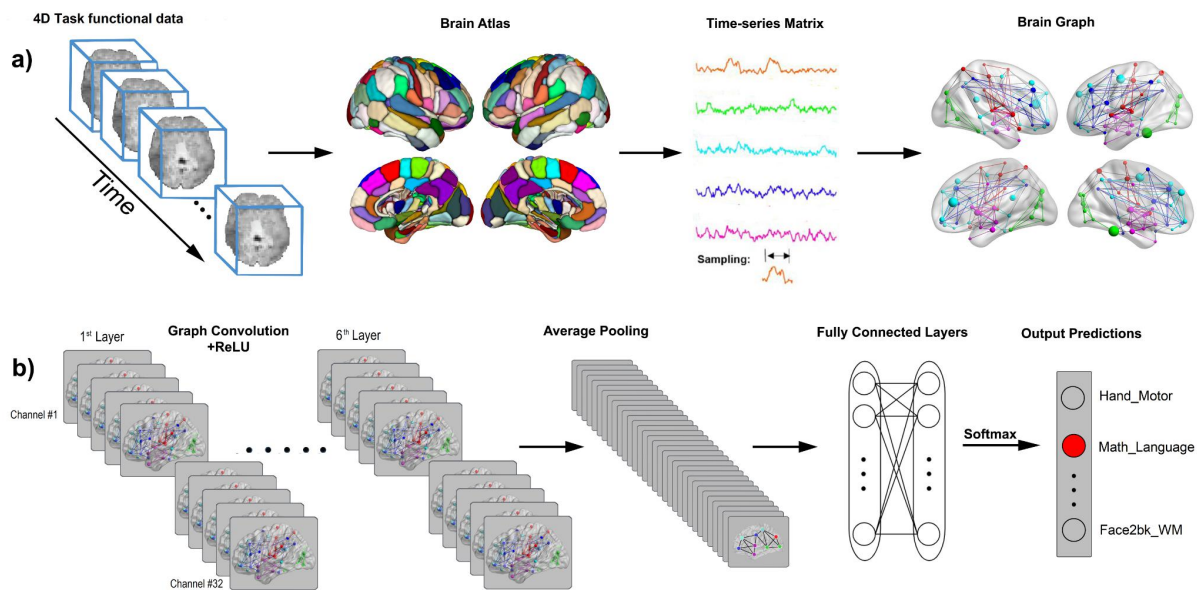 4D Task functional data
Brain Atlas
Time-series Matrix
Brain Graph
a)
Time
Sampling:
b)
1st Layer
Graph Convolution
+ReLU
6th Layer
Average Pooling
Fully Connected Layers
Output Predictions
Channel #1
Channel #32
Softmax
Hand_Motor
Math_Language
Face2bk_WM